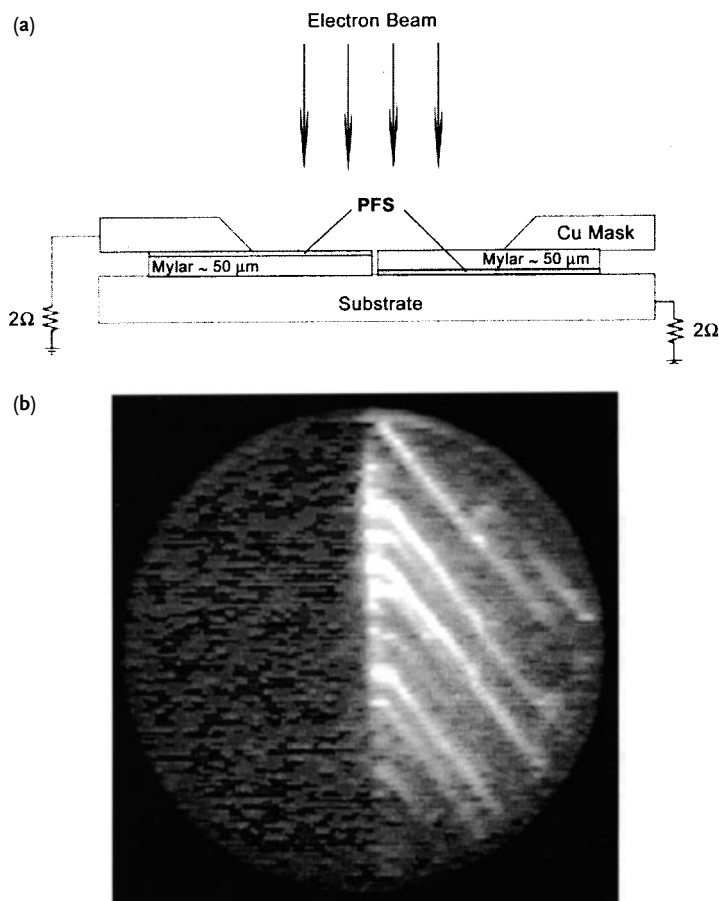 (a)
Electron Beam
PFS
Cu Mask
Mylar ~ 50 μm
Mylar ~ 50 μm
Substrate
2Ω
2Ω
(b)